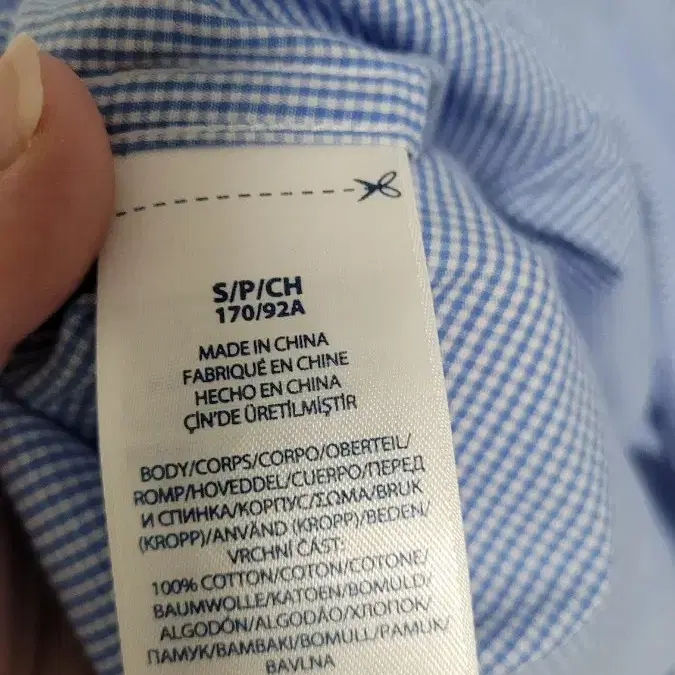 S/P/CH
170/92A
MADE IN CHINA
FABRIQUÉ EN CHINE
HECHO EN CHINA
ÇİN'DE ÜRETİLMİŞTİR
BODY/CORPS/CORPO/OBERTEIL/
ROMP/HOVEDDEL/CUERPO/ПЕРЕД
И СПИНКА/КОРПУС/ΣΩΜΑ/BRUK
(KROPP)/ANVÄND (KROPP)/BEDEN/
VRCHNÍ ČÁST:
100% COTTON/COTON/COTONE/
BAUMWOLLE/KATOEN/BOMULD/
ALGODÓN/ALGODÃO/ХЛОПОК/
ПАМУК/BAMBAKI/BOMULL/PAMUK/
BAVLNA